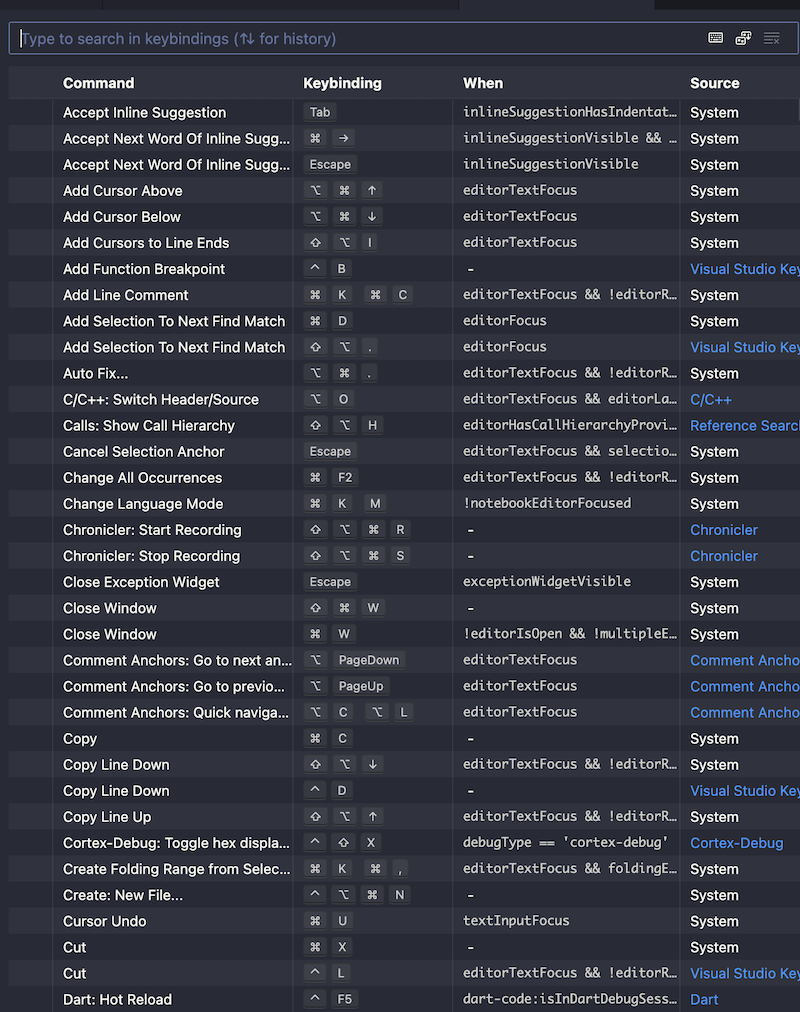 Type to search in keybindings (⇅ for history)
Command Keybinding When Source
Accept Inline Suggestion Tab inlineSuggestionHasIndentat… System
Accept Next Word Of Inline Sugg... ⌘ → inlineSuggestionVisible && … System
Accept Next Word Of Inline Sugg... Escape inlineSuggestionVisible System
Add Cursor Above ⌥ ⌘ ↑ editorTextFocus System
Add Cursor Below ⌥ ⌘ ↓ editorTextFocus System
Add Cursors to Line Ends ⇧ ⌥ I editorTextFocus System
Add Function Breakpoint ^ B - Visual Studio Key
Add Line Comment ⌘ K ⌘ C editorTextFocus && !editorR… System
Add Selection To Next Find Match ⌘ D editorFocus System
Add Selection To Next Find Match ⇧ ⌥ . editorFocus Visual Studio Key
Auto Fix... ⌥ ⌘ . editorTextFocus && !editorR… System
C/C++: Switch Header/Source ⌥ O editorTextFocus && editorLa… C/C++
Calls: Show Call Hierarchy ⇧ ⌥ H editorHasCallHierarchyProvi… Reference Searc
Cancel Selection Anchor Escape editorTextFocus && selectio… System
Change All Occurrences ⌘ F2 editorTextFocus && !editorR… System
Change Language Mode ⌘ K M !notebookEditorFocused System
Chronicler: Start Recording ⇧ ⌥ ⌘ R - Chronicler
Chronicler: Stop Recording ⇧ ⌥ ⌘ S - Chronicler
Close Exception Widget Escape exceptionWidgetVisible System
Close Window ⇧ ⌘ W - System
Close Window ⌘ W !editorIsOpen && !multipleE… System
Comment Anchors: Go to next an... ⌥ PageDown editorTextFocus Comment Ancho
Comment Anchors: Go to previo... ⌥ PageUp editorTextFocus Comment Ancho
Comment Anchors: Quick naviga... ⌥ C ⌥ L editorTextFocus Comment Ancho
Copy ⌘ C - System
Copy Line Down ⇧ ⌥ ↓ editorTextFocus && !editorR… System
Copy Line Down ^ D - Visual Studio Key
Copy Line Up ⇧ ⌥ ↑ editorTextFocus && !editorR… System
Cortex-Debug: Toggle hex displa... ^ ⇧ X debugType == 'cortex-debug' Cortex-Debug
Create Folding Range from Selec... ⌘ K ⌘ , editorTextFocus && foldingE… System
Create: New File... ^ ⌥ ⌘ N - System
Cursor Undo ⌘ U textInputFocus System
Cut ⌘ X - System
Cut ^ L editorTextFocus && !editorR… Visual Studio Key
Dart: Hot Reload ^ F5 dart-code:isInDartDebugSess… Dart